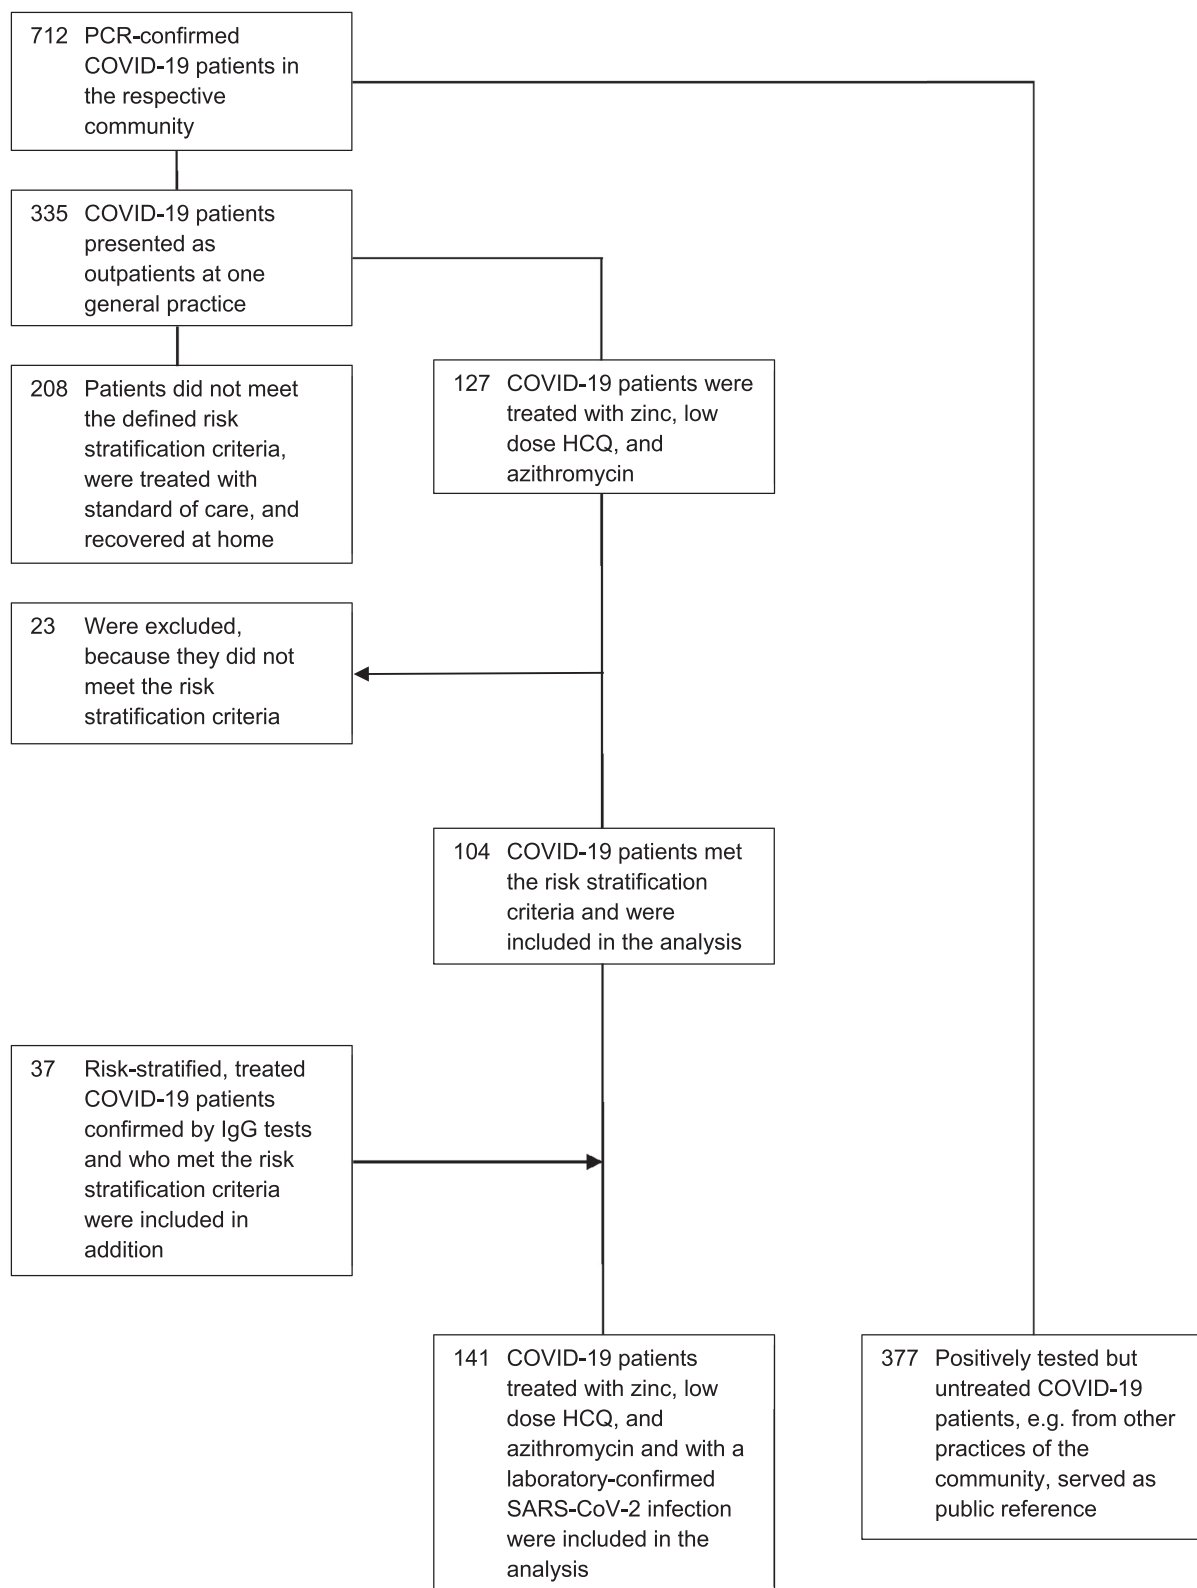 712 PCR-confirmed
COVID-19 patients in
the respective
community
335 COVID-19 patients
presented as
outpatients at one
general practice
208 Patients did not meet
the defined risk
stratification criteria,
were treated with
standard of care, and
recovered at home
127 COVID-19 patients were
treated with zinc, low
dose HCQ, and
azithromycin
23 Were excluded,
because they did not
meet the risk
stratification criteria
104 COVID-19 patients met
the risk stratification
criteria and were
included in the analysis
37 Risk-stratified, treated
COVID-19 patients
confirmed by IgG tests
and who met the risk
stratification criteria
were included in
addition
141 COVID-19 patients
treated with zinc, low
dose HCQ, and
azithromycin and with a
laboratory-confirmed
SARS-CoV-2 infection
were included in the
analysis
377 Positively tested but
untreated COVID-19
patients, e.g. from other
practices of the
community, served as
public reference